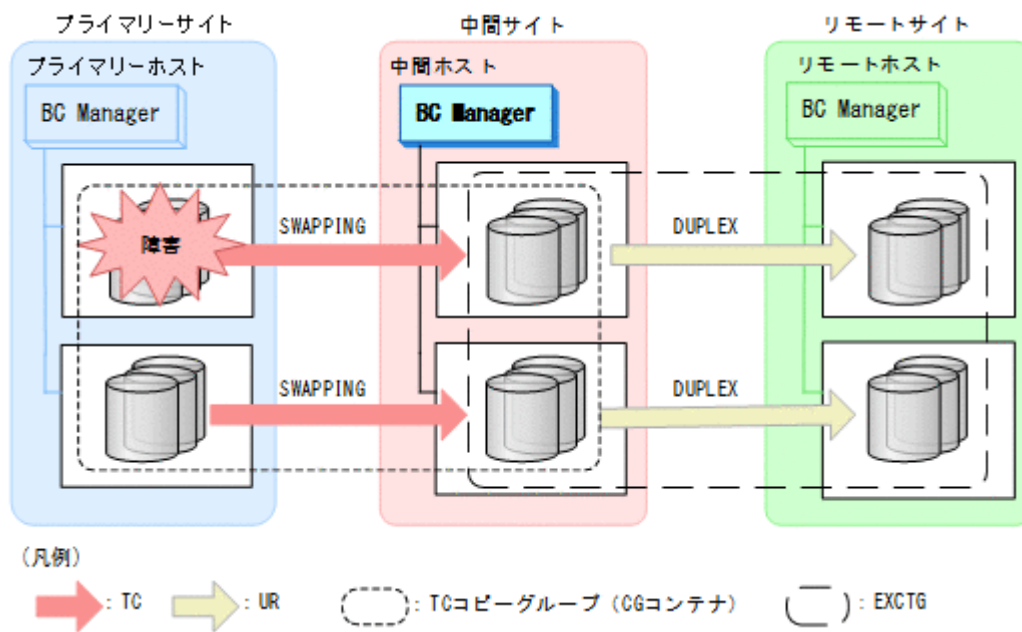 プライマリーサイト 中間サイト リモートサイト
プライマリーホスト 中間ホスト リモートホスト
BC Manager BC Manager BC Manager
障害 SWAPPING DUPLEX
SWAPPING DUPLEX
(凡例)
: TC : UR : TCコピーグループ (CGコンテナ) : EXCTG